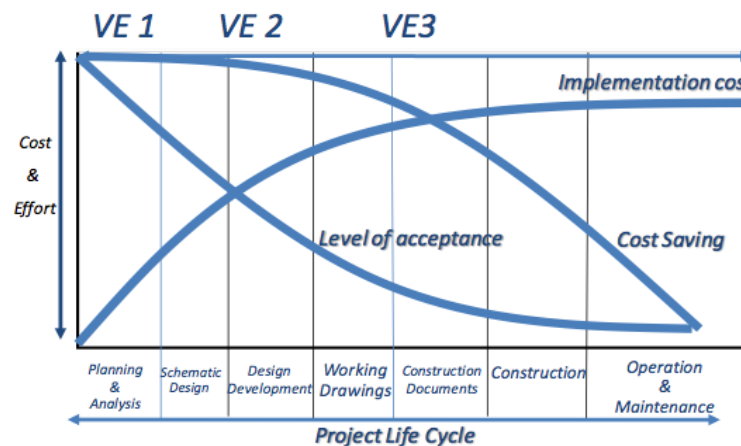 VE 1 VE 2 VE3
Implementation cos
Cost
&
Effort
Level of acceptance
Cost Saving
Planning
&
Analysis
Schematic
Design
Design
Development
Working
Drawings
Construction
Documents
Construction
Operation
&
Maintenance
Project Life Cycle